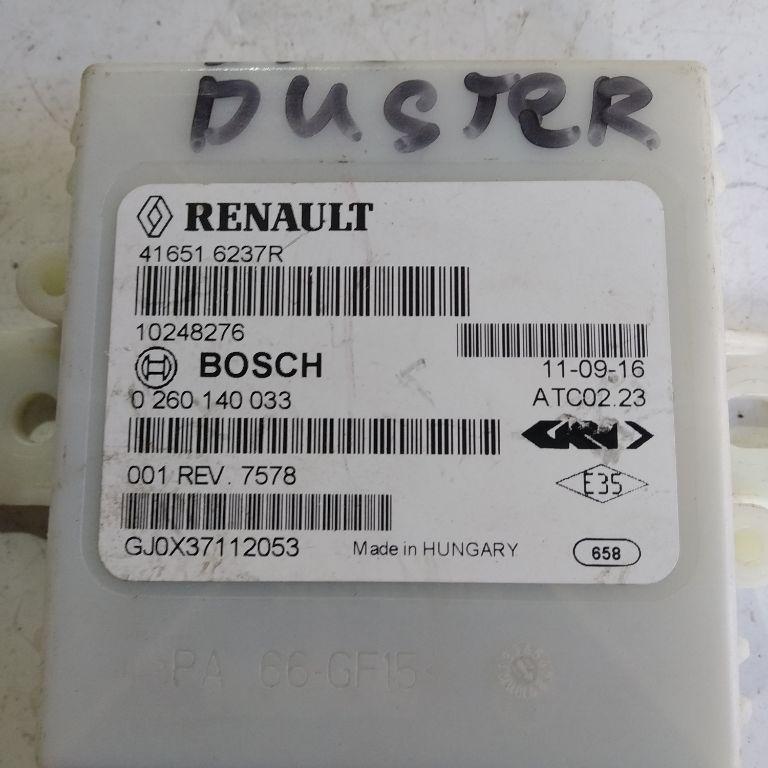 DUSTER
RENAULT
41651 6237R
10248276
BOSCH
11-09-16
0 260 140 033
ATC02.23
GKN
001 REV. 7578
E35
GJ0X37112053
Made in HUNGARY
658
>PA 66-GF15<